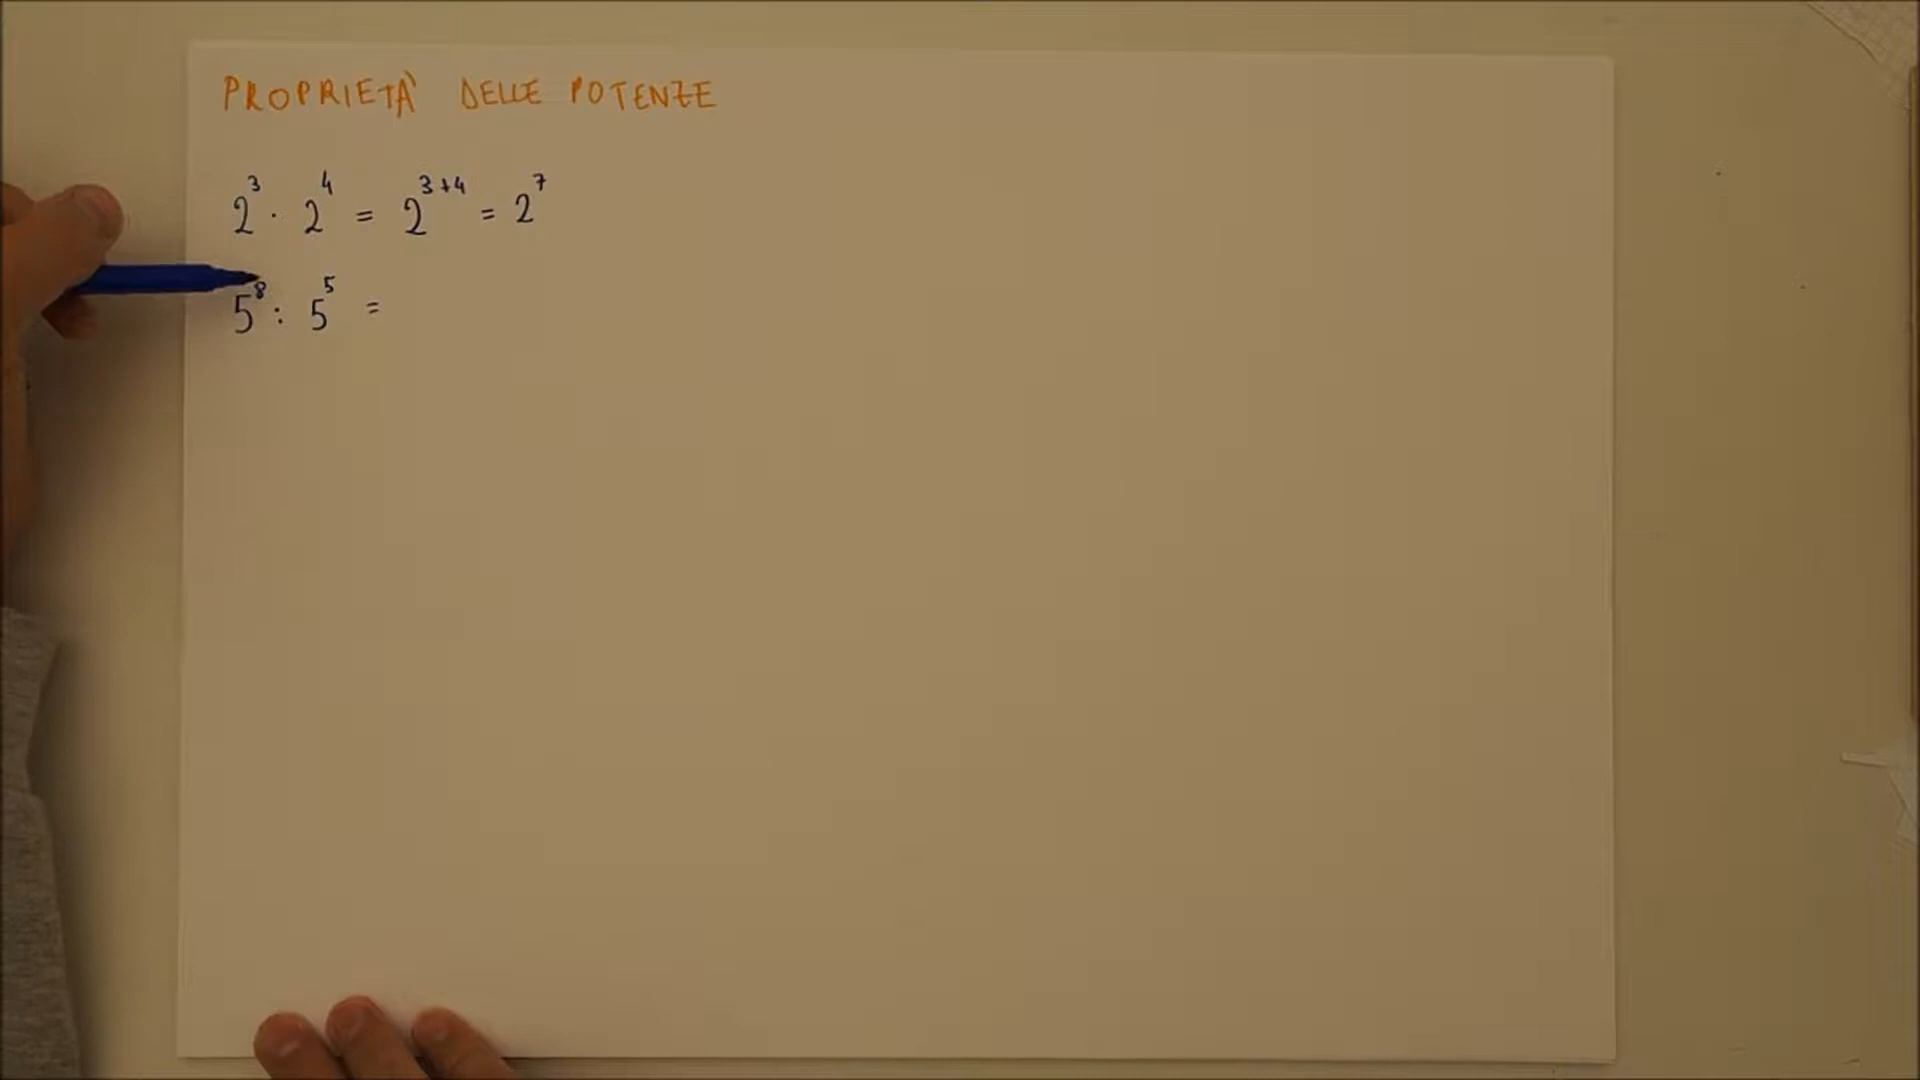 PROPRIETÀ DELLE POTENZE
2³ · 2⁴ = 2³⁺⁴ = 2⁷
5⁸ : 5⁵ =